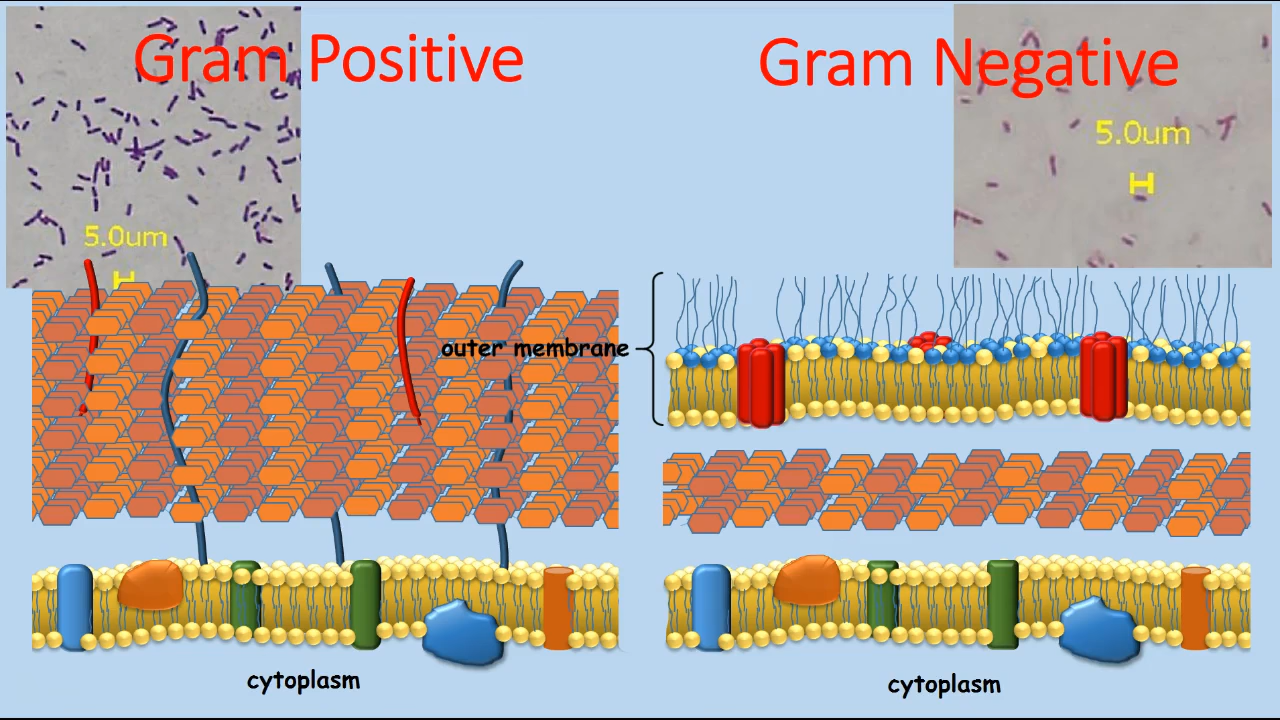 Gram Positive
Gram Negative
5.0um
5.0um
outer membrane
cytoplasm
cytoplasm